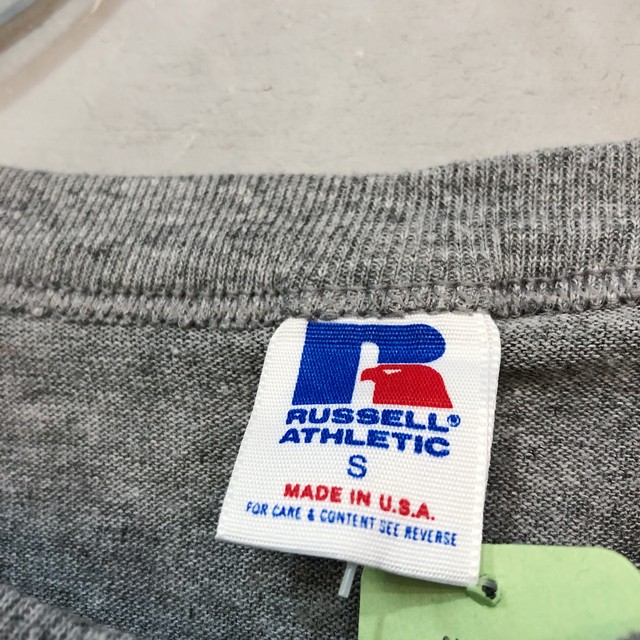 R
RUSSELL®
ATHLETIC
S
MADE IN U.S.A.
FOR CARE & CONTENT SEE REVERSE